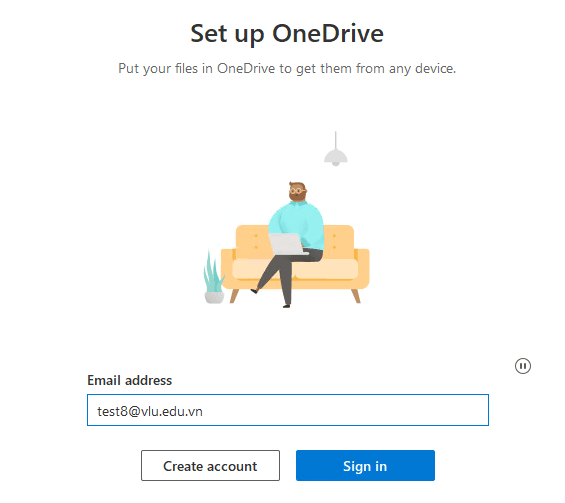 Set up OneDrive
Put your files in OneDrive to get them from any device.
Email address
test8@vlu.edu.vn
Create account
Sign in